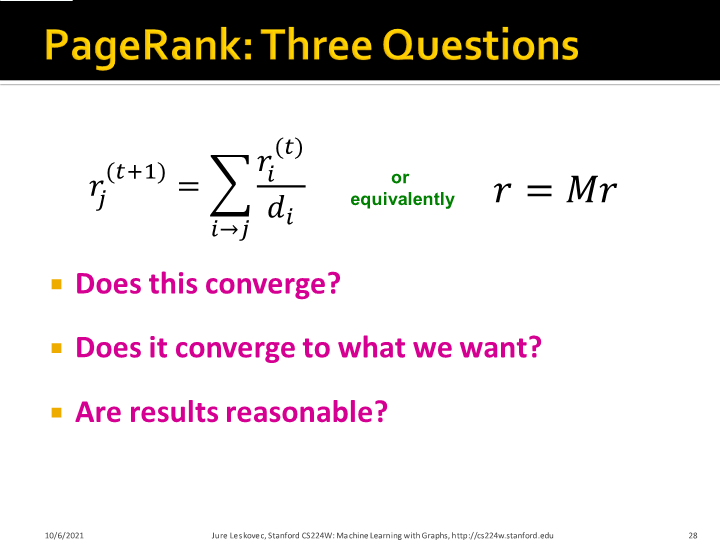 PageRank: Three Questions
r_j^{(t+1)} = \sum_{i→j} \frac{r_i^{(t)}}{d_i}
or
equivalently
r = Mr
Does this converge?
Does it converge to what we want?
Are results reasonable?
10/6/2021
Jure Leskovec, Stanford CS224W: Machine Learning with Graphs, http://cs224w.stanford.edu
28